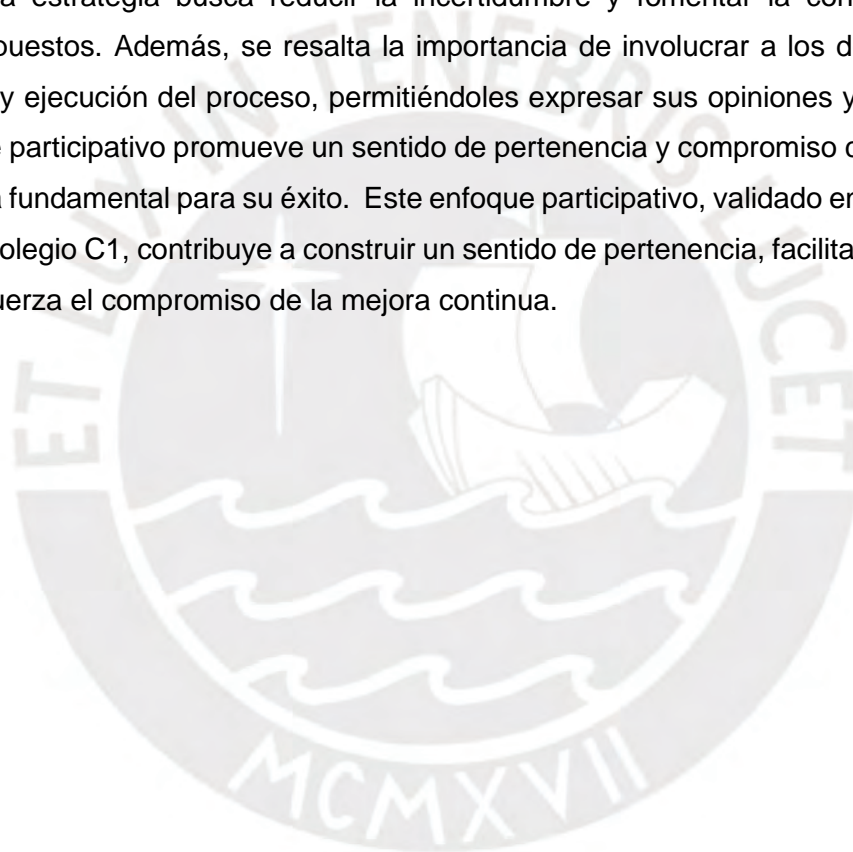 a estrategia busca reducir la incertidumbre y fomentar la con
puestos. Además, se resalta la importancia de involucrar a los d
y ejecución del proceso, permitiéndoles expresar sus opiniones y
e participativo promueve un sentido de pertenencia y compromiso c
a fundamental para su éxito. Este enfoque participativo, validado en
olegio C1, contribuye a construir un sentido de pertenencia, facilita
uerza el compromiso de la mejora continua.
ET LUX IN TENEBRIS LUCET
MCMXVII